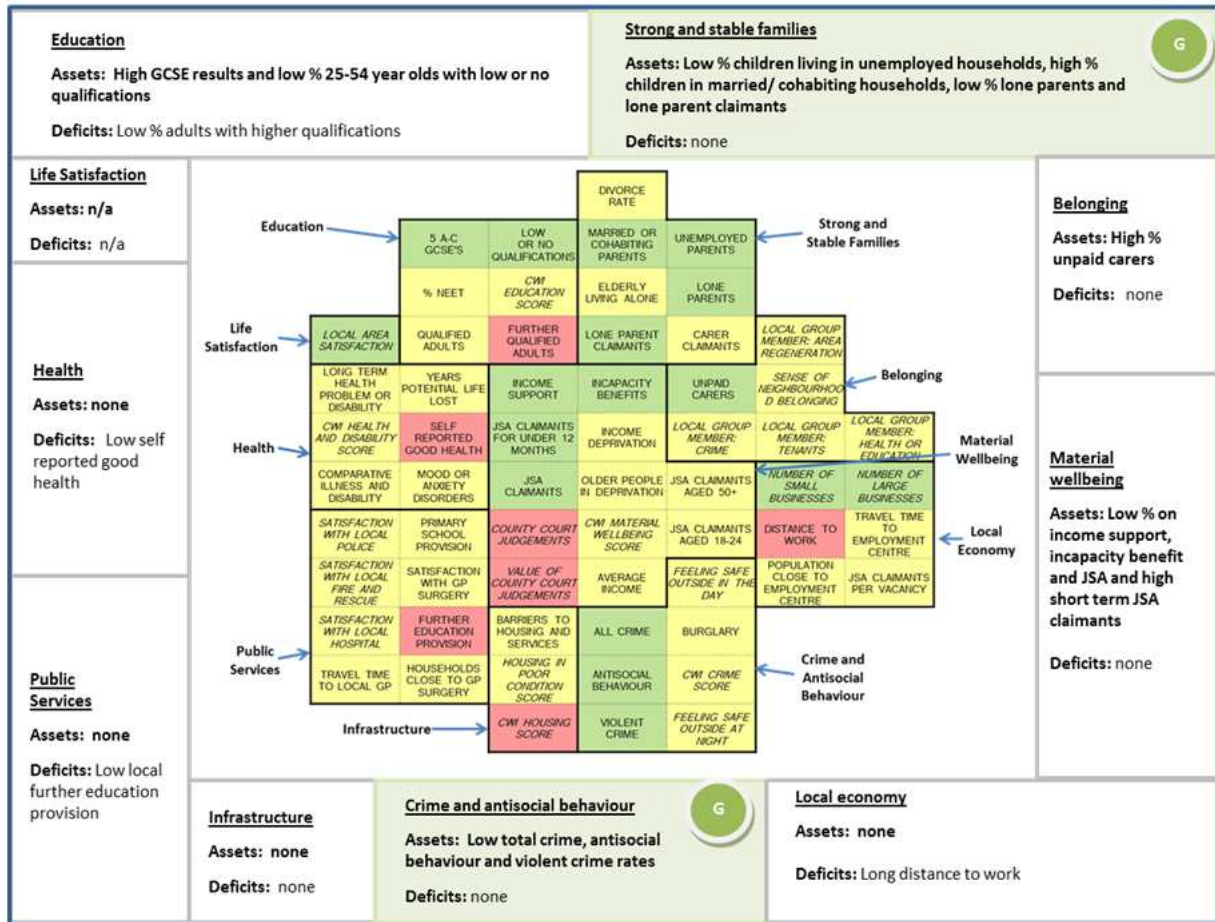 Education
Assets: High GCSE results and low % 25-54 year olds with low or no
qualifications
Deficits: Low % adults with higher qualifications
Strong and stable families
G
Assets: Low % children living in unemployed households, high %
children in married/ cohabiting households, low % lone parents and
lone parent claimants
Deficits: none
Life Satisfaction
Assets: n/a
Deficits: n/a
Health
Assets: none
Deficits: Low self
reported good
health
Public
Services
Assets: none
Deficits: Low local
further education
provision
Education
Life
Satisfaction
Health
Public
Services
Infrastructure
DIVORCE
RATE
5 A-C
GCSE'S
LOW
OR NO
QUALIFICATIONS
MARRIED OR
COHABITING
PARENTS
UNEMPLOYED
PARENTS
% NEET
CWI
EDUCATION
SCORE
ELDERLY
LIVING ALONE
LONE
PARENTS
LOCAL AREA
SATISFACTION
QUALIFIED
ADULTS
FURTHER
QUALIFIED
ADULTS
LONE PARENT
CLAIMANTS
CARER
CLAIMANTS
LOCAL GROUP
MEMBER: AREA
REGENERATION
LONG TERM
HEALTH
PROBLEM OR
DISABILITY
YEARS
POTENTIAL LIFE
LOST
INCOME
SUPPORT
INCAPACITY
BENEFITS
UNPAID
CARERS
SENSE OF
NEIGHBOURHOO
D BELONGING
CWI HEALTH
AND DISABILITY
SCORE
SELF
REPORTED
GOOD HEALTH
JSA CLAIMANTS
FOR UNDER 12
MONTHS
INCOME
DEPRIVATION
LOCAL GROUP
MEMBER: CRIME
LOCAL GROUP
MEMBER:
TENANTS
LOCAL GROUP
MEMBER:
HEALTH OR
EDUCATION
COMPARATIVE
ILLNESS AND
DISABILITY
MOOD OR
ANXIETY
DISORDERS
JSA
CLAIMANTS
OLDER PEOPLE
IN DEPRIVATION
JSA CLAIMANTS
AGED 50+
NUMBER OF
SMALL
BUSINESSES
NUMBER OF
LARGE
BUSINESSES
SATISFACTION
WITH LOCAL
POLICE
PRIMARY
SCHOOL
PROVISION
COUNTY COURT
JUDGEMENTS
CWI MATERIAL
WELLBEING
SCORE
JSA CLAIMANTS
AGED 18-24
DISTANCE TO
WORK
TRAVEL TIME
TO
EMPLOYMENT
CENTRE
SATISFACTION
WITH LOCAL
FIRE AND
RESCUE
SATISFACTION
WITH GP
SURGERY
VALUE OF
COUNTY COURT
JUDGEMENTS
AVERAGE
INCOME
FEELING SAFE
OUTSIDE IN THE
DAY
POPULATION
CLOSE TO
EMPLOYMENT
CENTRE
JSA CLAIMANTS
PER VACANCY
SATISFACTION
WITH LOCAL
HOSPITAL
FURTHER
EDUCATION
PROVISION
BARRIERS TO
HOUSING AND
SERVICES
ALL CRIME
BURGLARY
TRAVEL TIME
TO LOCAL GP
HOUSEHOLDS
CLOSE TO GP
SURGERY
HOUSING IN
POOR
CONDITION
SCORE
ANTISOCIAL
BEHAVIOUR
CWI CRIME
SCORE
CWI HOUSING
SCORE
VIOLENT
CRIME
FEELING SAFE
OUTSIDE AT
NIGHT
Strong and
Stable Families
Belonging
Material
Wellbeing
Local
Economy
Crime and
Antisocial
Behaviour
Belonging
Assets: High %
unpaid carers
Deficits: none
Material
wellbeing
Assets: Low % on
income support,
incapacity benefit
and JSA and high
short term JSA
claimants
Deficits: none
Infrastructure
Assets: none
Deficits: none
Crime and antisocial behaviour
G
Assets: Low total crime, antisocial
behaviour and violent crime rates
Deficits: none
Local economy
Assets: none
Deficits: Long distance to work